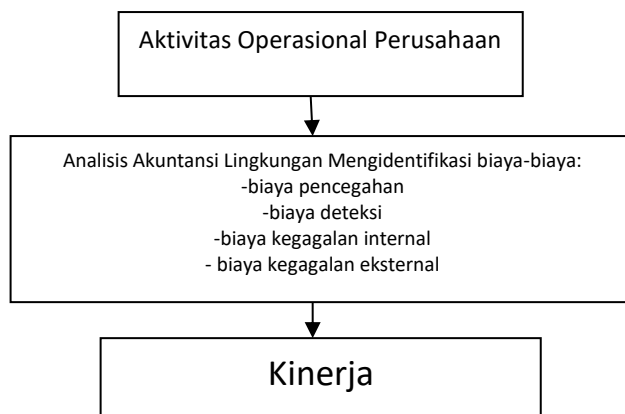 Aktivitas Operasional Perusahaan
Analisis Akuntansi Lingkungan Mengidentifikasi biaya-biaya:
-biaya pencegahan
-biaya deteksi
-biaya kegagalan internal
- biaya kegagalan eksternal
Kinerja